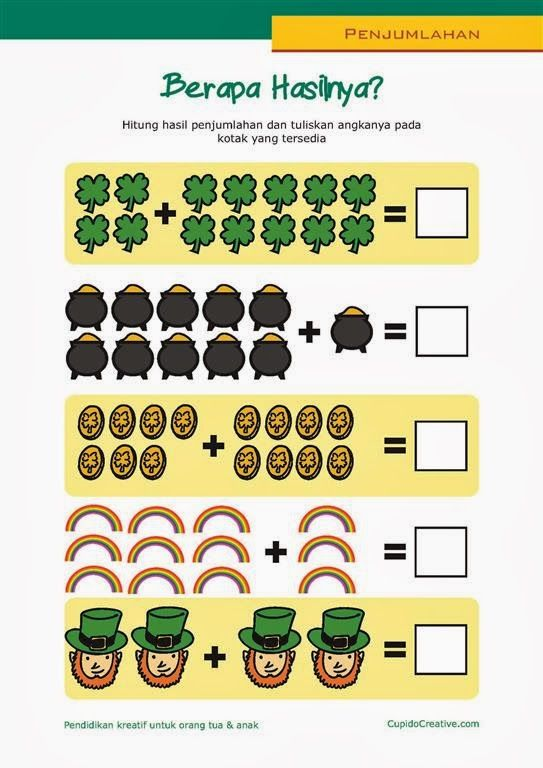 PENJUMLAHAN
Berapa Hasilnya?
Hitung hasil penjumlahan dan tuliskan angkanya pada
kotak yang tersedia
+ =
+ =
+ =
+ =
+ =
Pendidikan kreatif untuk orang tua & anak
CupidoCreative.com